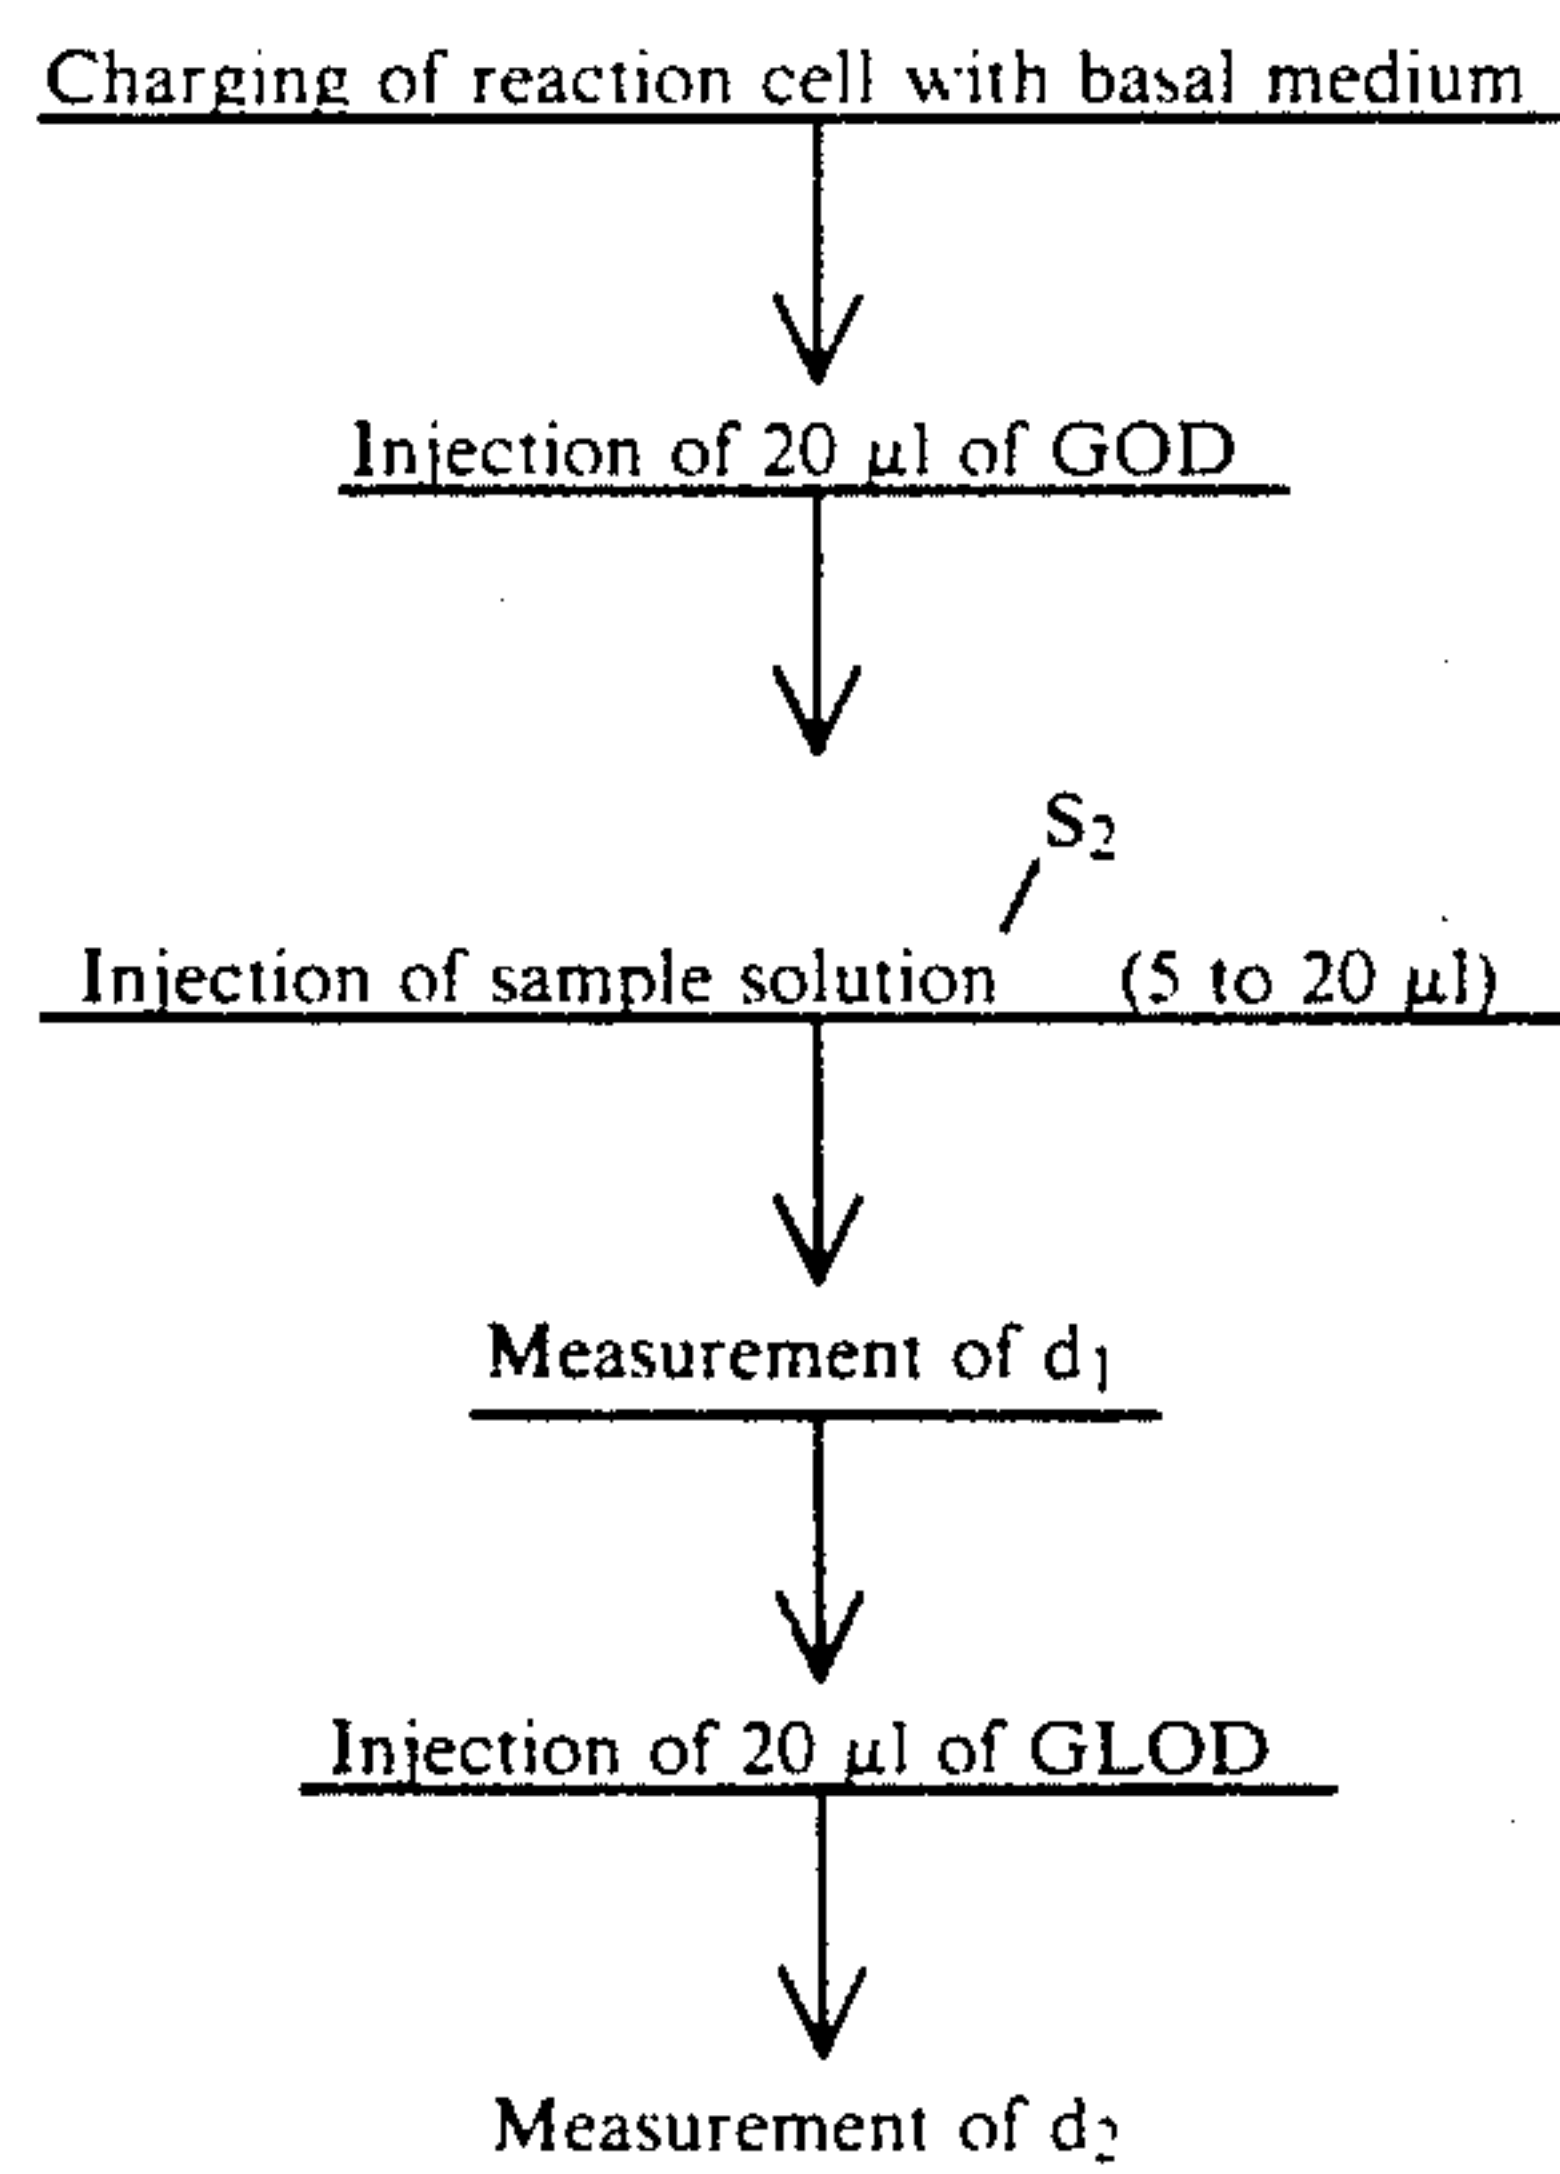 Charging of reaction cell with basal medium
Injection of 20 µl of GOD
S₂
Injection of sample solution (5 to 20 µl)
Measurement of d₁
Injection of 20 µl of GLOD
Measurement of d₂